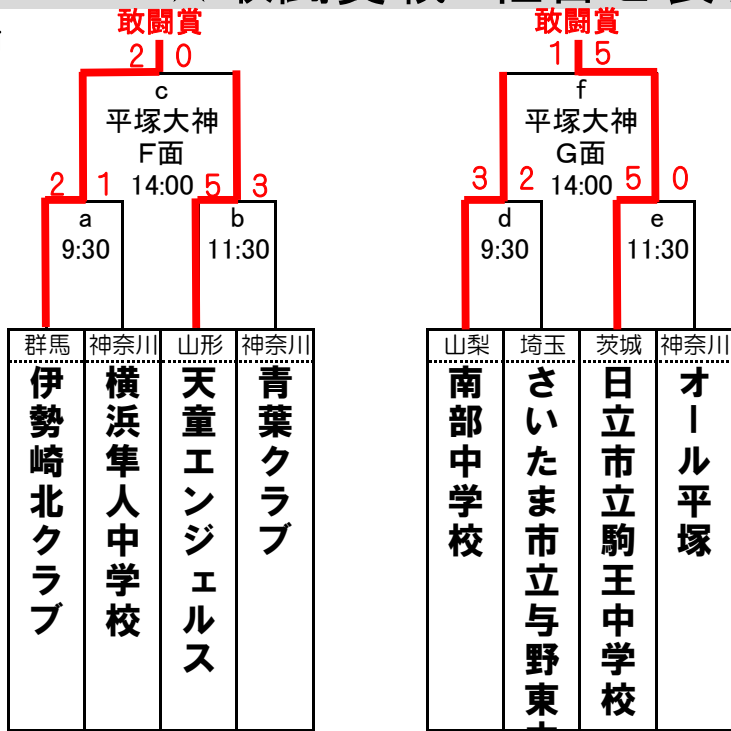 敢闘賞
2 0
c
平塚大神
F面
14:00
2 1
a
9:30
5 3
b
11:30
群馬
伊勢崎北クラブ
神奈川
横浜隼人中学校
山形
天童エンジェルス
神奈川
青葉クラブ
敢闘賞
1 5
f
平塚大神
G面
14:00
3 2
d
9:30
5 0
e
11:30
山梨
南部中学校
埼玉
さいたま市立与野東
茨城
日立市立駒王中学校
神奈川
オール平塚